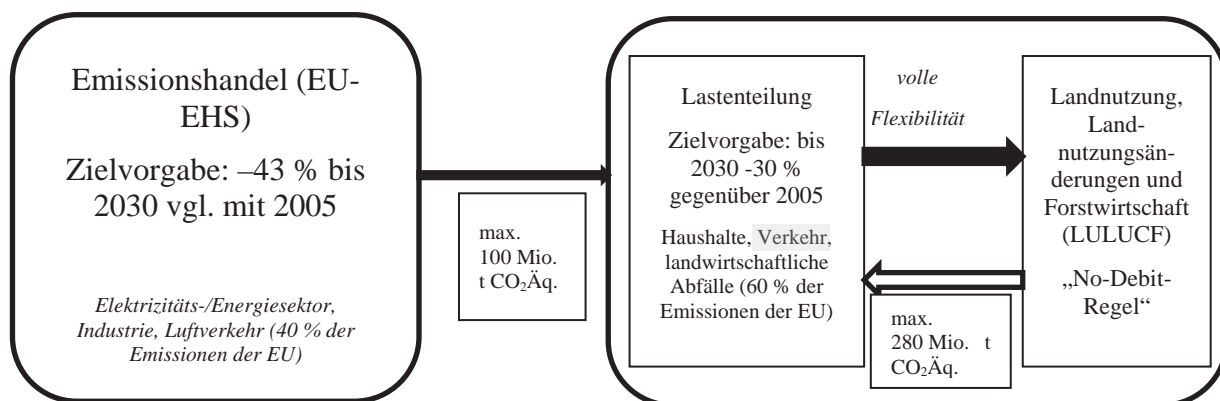 Emissionshandel (EU-
EHS)
Zielvorgabe: –43 % bis
2030 vgl. mit 2005
Elektrizitäts-/Energiesektor,
Industrie, Luftverkehr (40 % der
Emissionen der EU)
max.
100 Mio.
t CO₂Äq.
Lastenteilung
Zielvorgabe: bis
2030 -30 %
gegenüber 2005
Haushalte, Verkehr,
landwirtschaftliche
Abfälle (60 % der
Emissionen der EU)
volle
Flexibilität
max.
280 Mio. t
CO₂Äq.
Landnutzung,
Land-
nutzungsän-
derungen und
Forstwirtschaft
(LULUCF)
„No-Debit-
Regel“